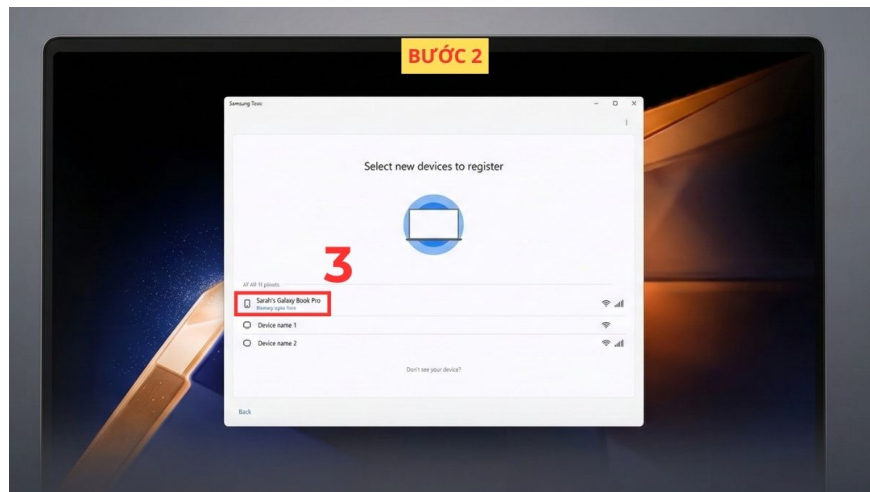 BƯỚC 2
Samsung
Select new devices to register
3
Sarah's Galaxy Book Pro
Device name 1
Device name 2
Don't see your device?
Back